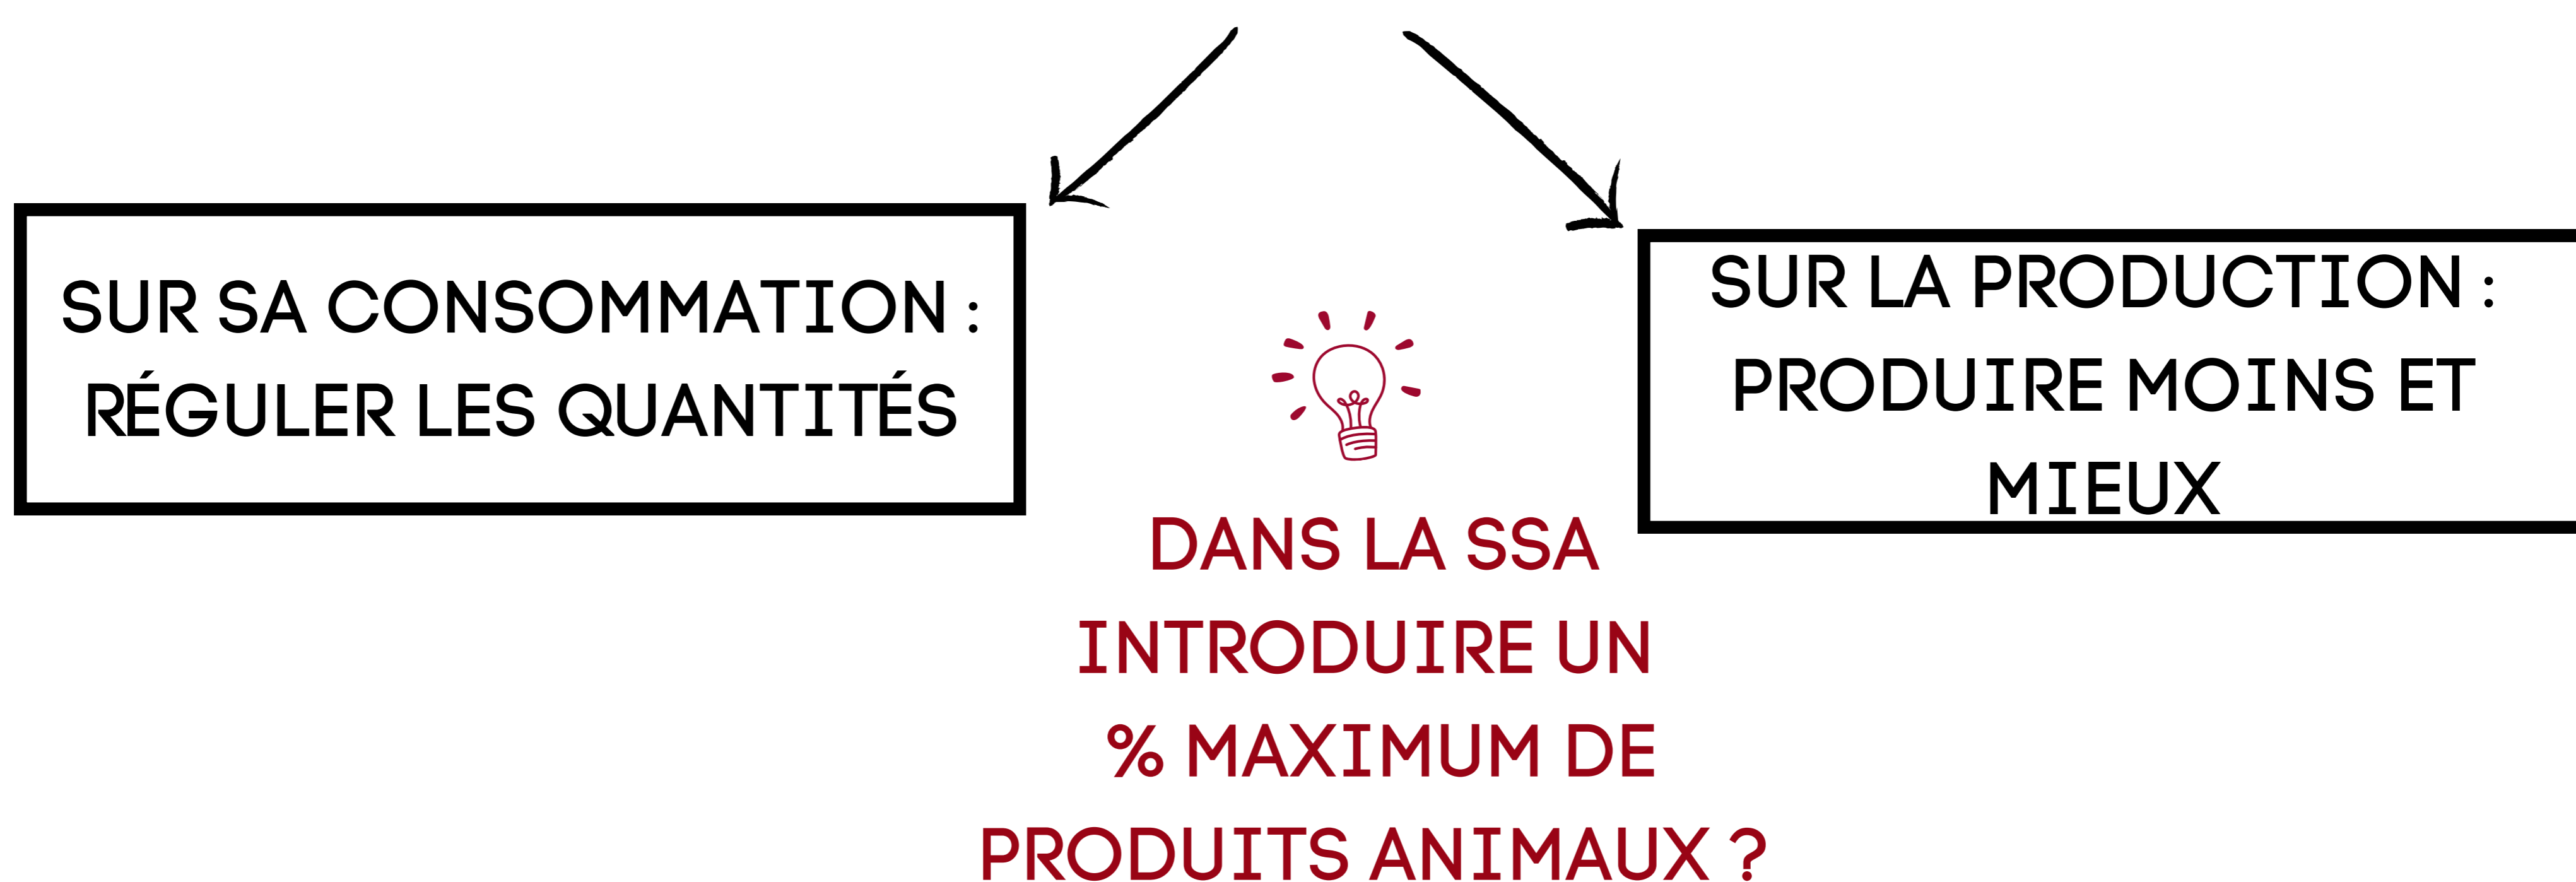 SUR SA CONSOMMATION :
RÉGULER LES QUANTITÉS
SUR LA PRODUCTION :
PRODUIRE MOINS ET
MIEUX
DANS LA SSA
INTRODUIRE UN
% MAXIMUM DE
PRODUITS ANIMAUX ?